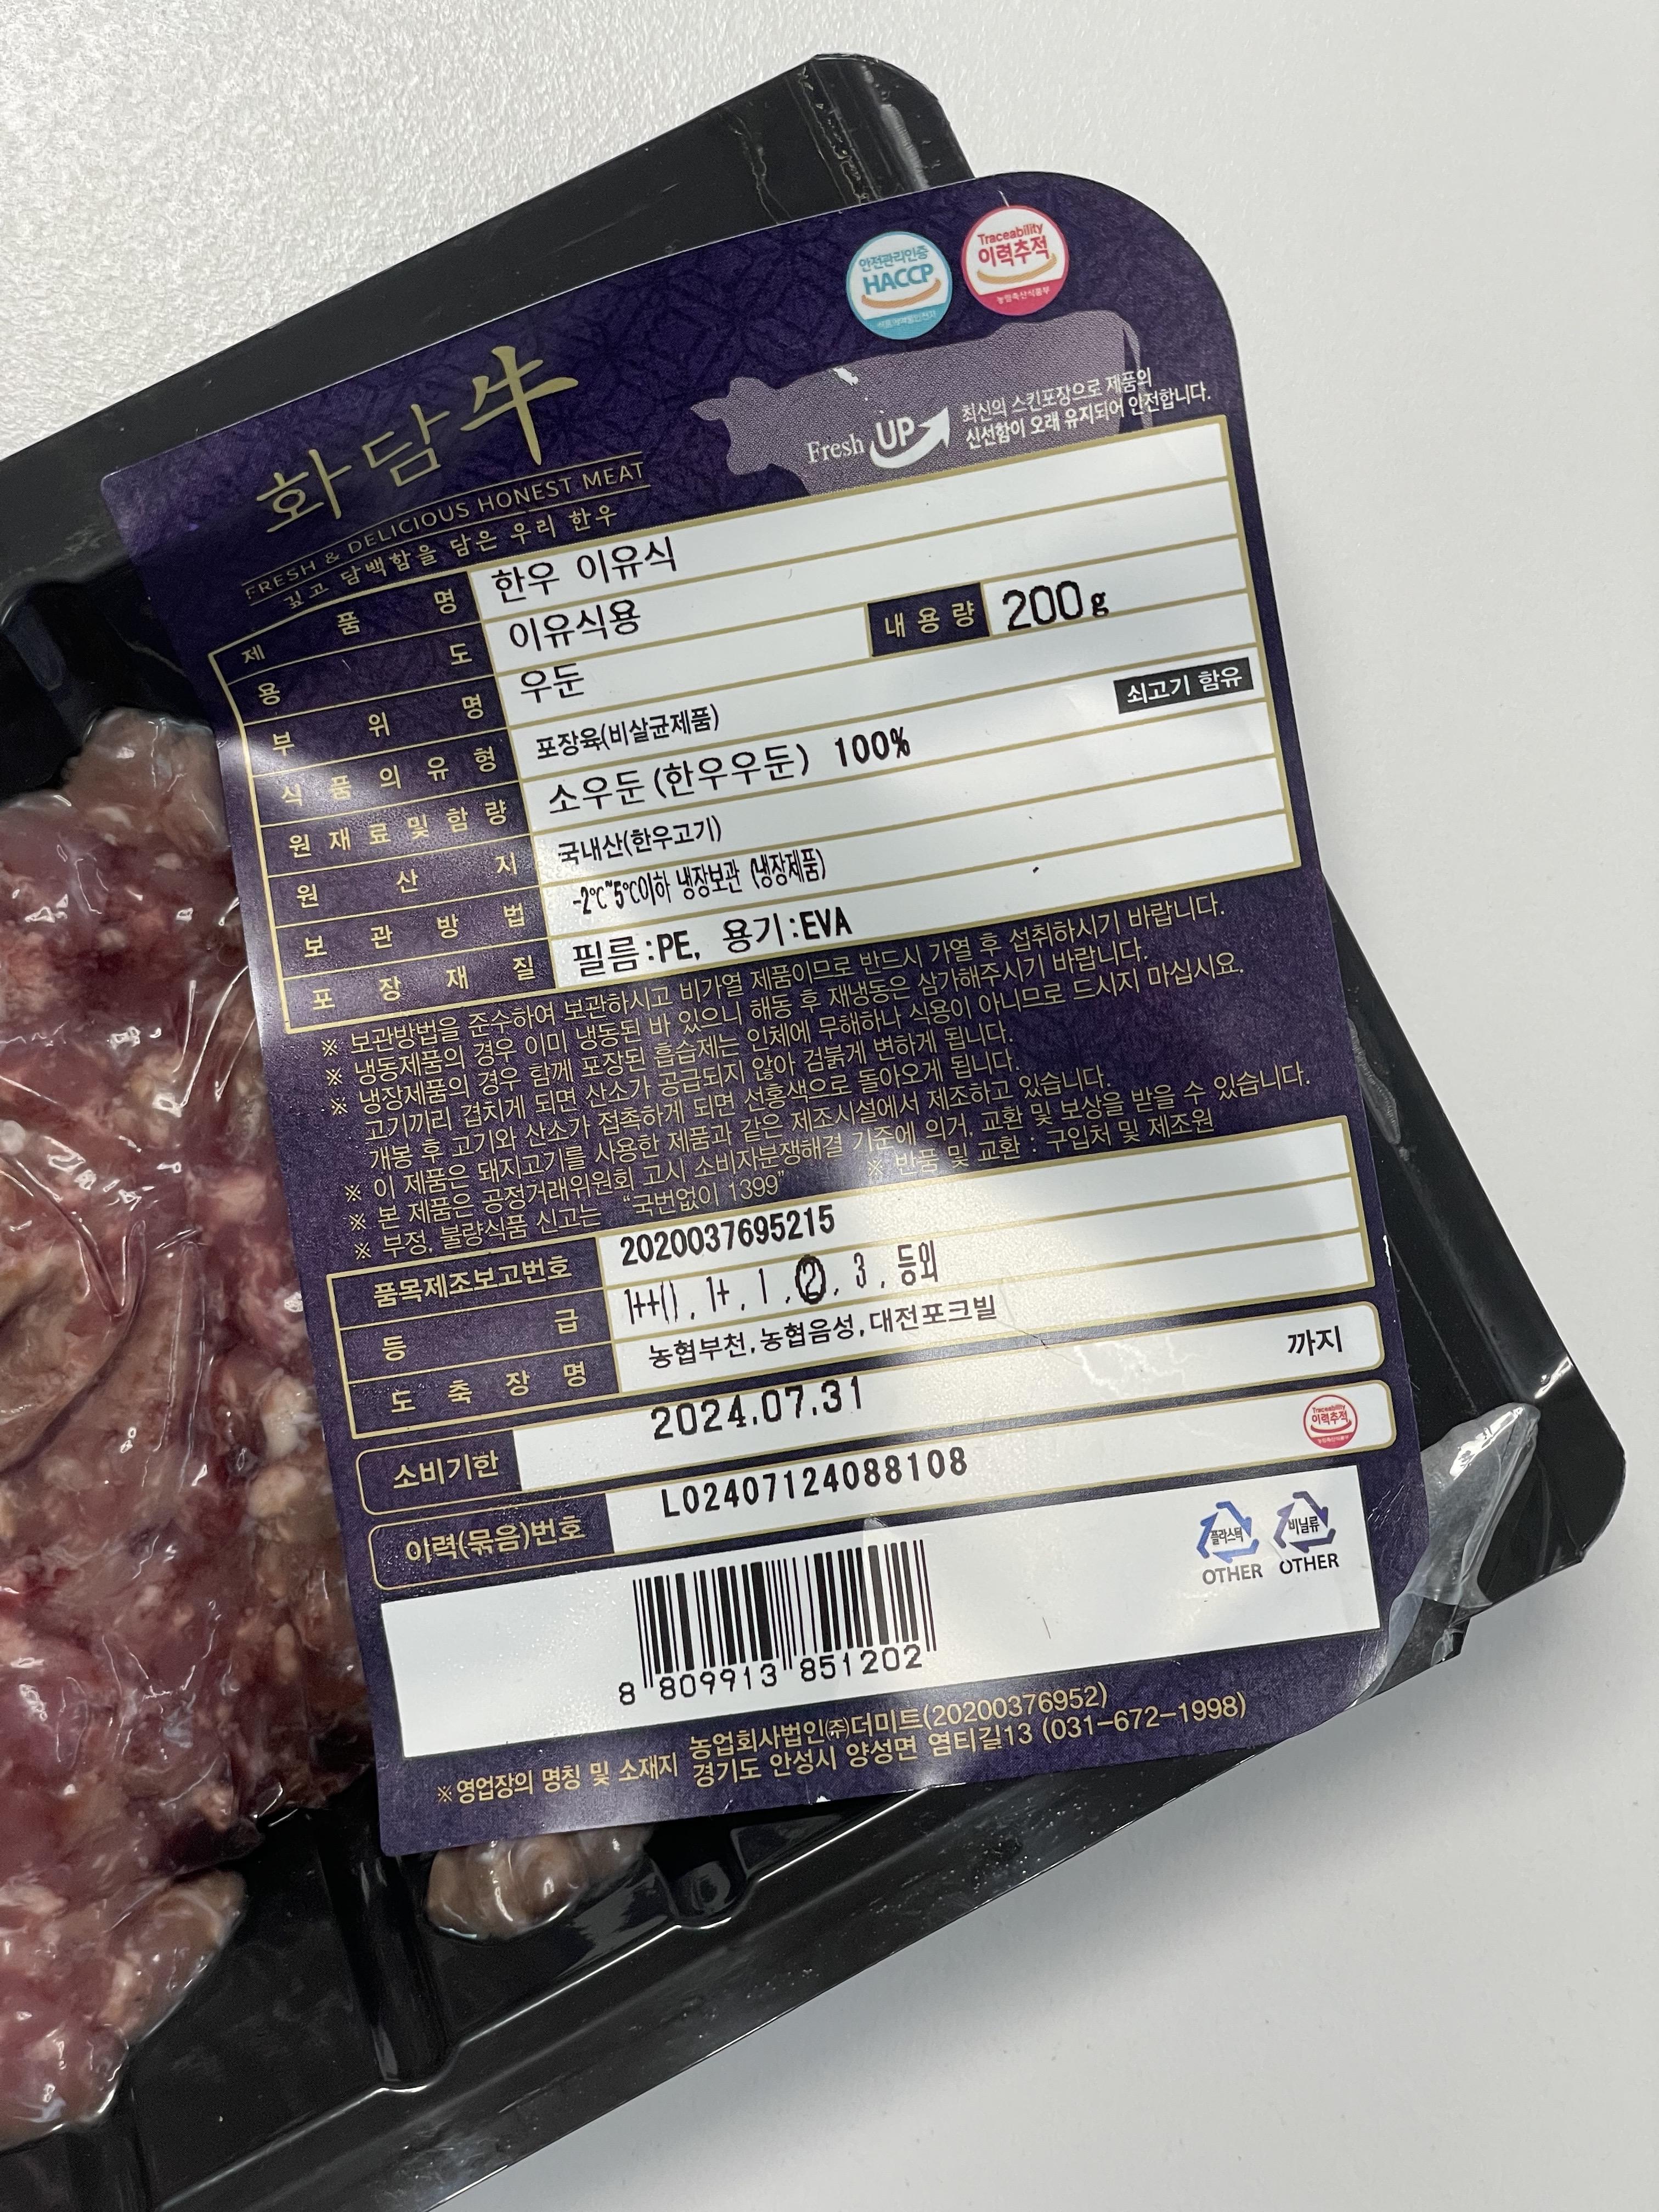 안전관리인증
HACCP
Traceability
이력추적
농림축산식품부
화담牛
FRESH & DELICIOUS HONEST MEAT
깊고 담백함을 담은 우리 한우
Fresh UP
최신의 스킨포장으로 제품의
신선함이 오래 유지되어 안전합니다.
제품명 한우 이유식
용도 이유식용 내용량 200g
부위명 우둔
식품의유형 포장육(비살균제품) 쇠고기 함유
원재료및함량 소우둔(한우우둔) 100%
원산지 국내산(한우고기)
보관방법 -2℃~5℃이하 냉장보관 (냉장제품)
포장재질 필름:PE, 용기:EVA
※ 보관방법을 준수하여 보관하시고 비가열 제품이므로 반드시 가열 후 섭취하시기 바랍니다.
※ 냉동제품의 경우 이미 냉동된 바 있으니 해동 후 재냉동은 삼가해주시기 바랍니다.
※ 냉장제품의 경우 함께 포장된 흡습제는 인체에 무해하나 식용이 아니므로 드시지 마십시요.
고기끼리 겹치게 되면 산소가 공급되지 않아 검붉게 변하게 됩니다.
개봉 후 고기와 산소가 접촉하게 되면 선홍색으로 돌아오게 됩니다.
※ 이 제품은 돼지고기를 사용한 제품과 같은 제조시설에서 제조하고 있습니다.
※ 본 제품은 공정거래위원회 고시 소비자분쟁해결 기준에 의거, 교환 및 보상을 받을 수 있습니다.
※ 부정, 불량식품 신고는 “국번없이 1399” ※ 반품 및 교환 : 구입처 및 제조원
품목제조보고번호 2020037695215
등급 1++(), 1+, 1, ②, 3, 등외
도축장명 농협부천,농협음성,대전포크빌
소비기한 2024.07.31 까지
이력(묶음)번호 L02407124088108
Traceability
이력추적
플라스틱 비닐류
OTHER OTHER
8 809913 851202
※영업장의 명칭 및 소재지 농업회사법인㈜더미트(20200376952)
경기도 안성시 양성면 염티길13 (031-672-1998)